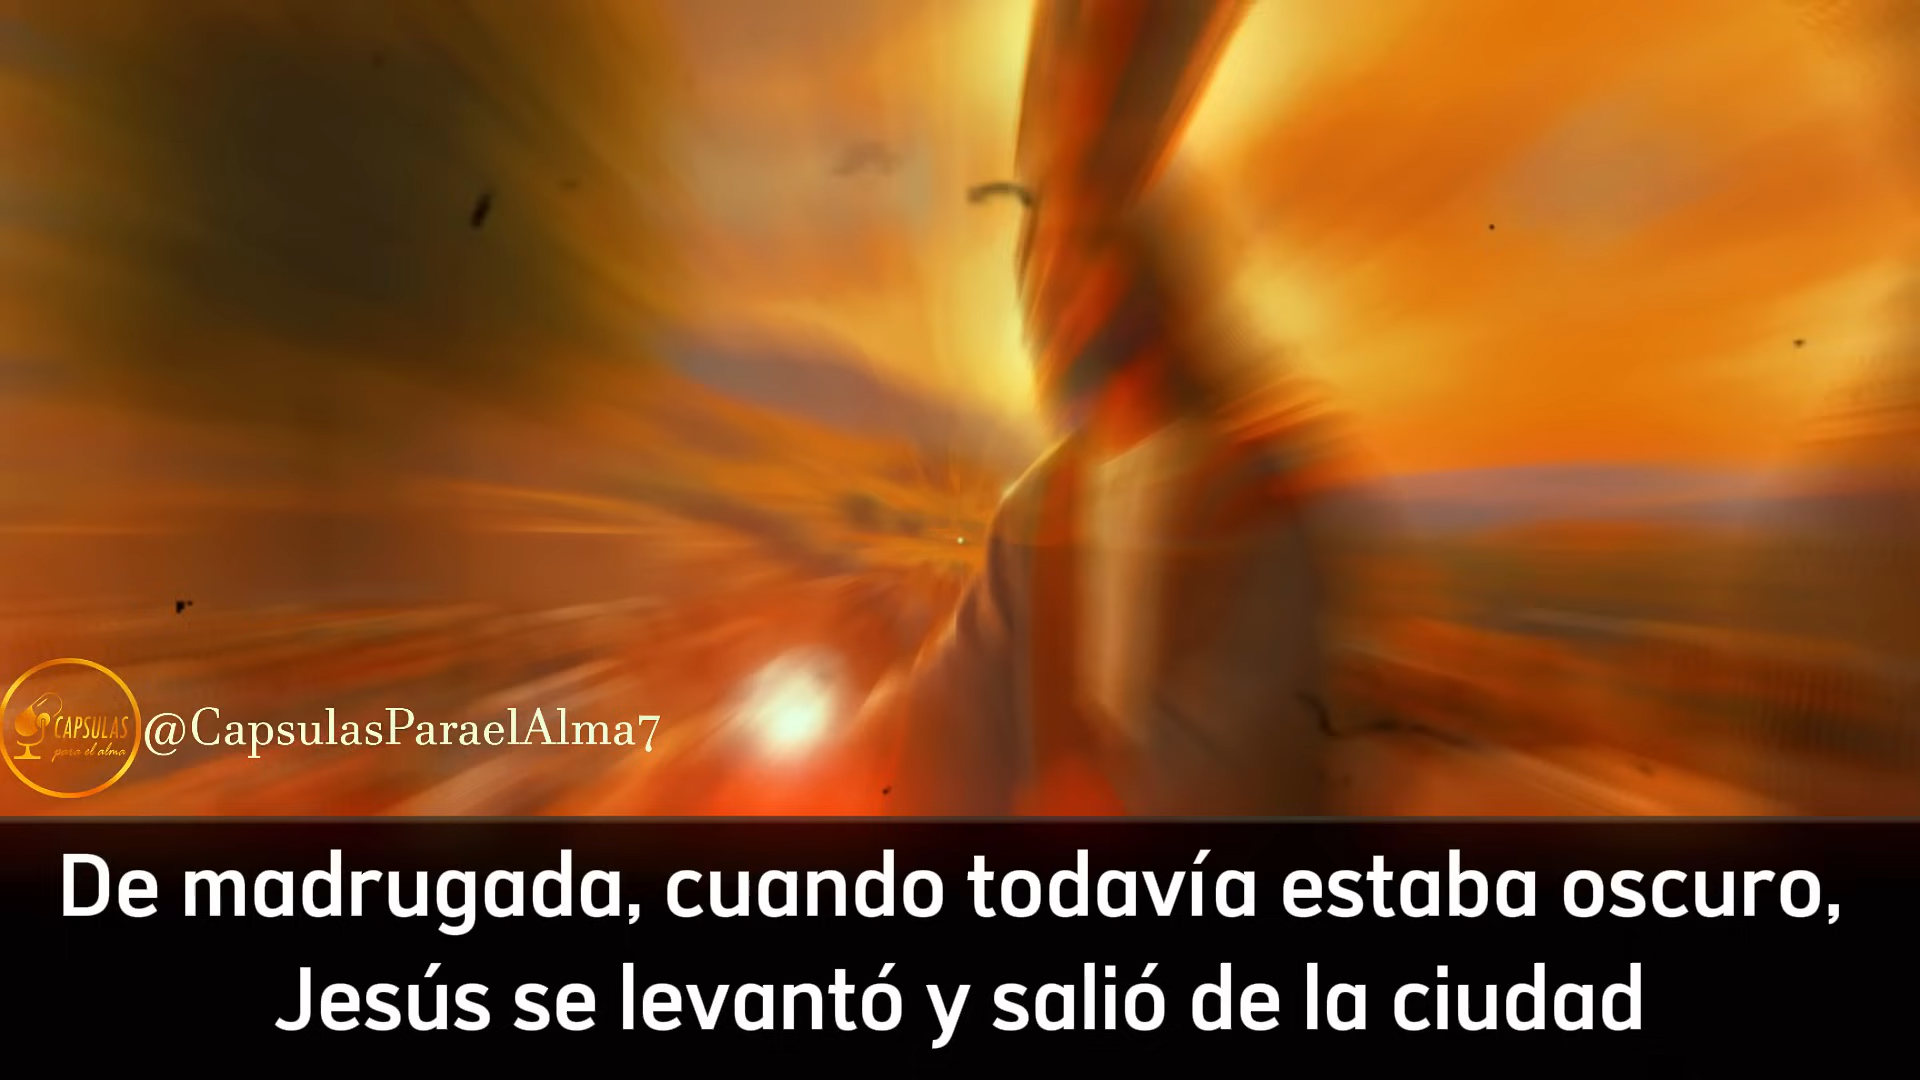 CAPSULAS
para el alma
@CapsulasParaelAlma7
De madrugada, cuando todavía estaba oscuro,
Jesús se levantó y salió de la ciudad